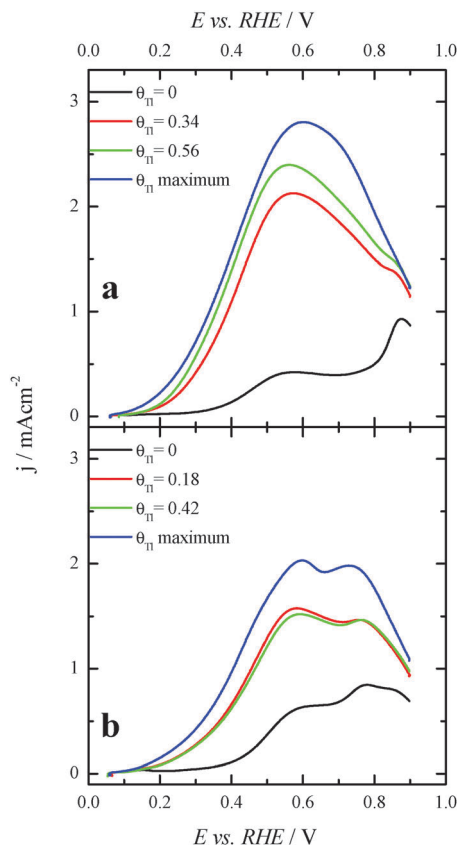 E vs. RHE / V
0.0 0.2 0.4 0.6 0.8 1.0
θTl= 0
θTl= 0.34
θTl= 0.56
θTl maximum
3
2
1
0
a
j / mAcm-2
θTl= 0
θTl= 0.18
θTl= 0.42
θTl maximum
3
2
1
0
b
0.0 0.2 0.4 0.6 0.8 1.0
E vs. RHE / V